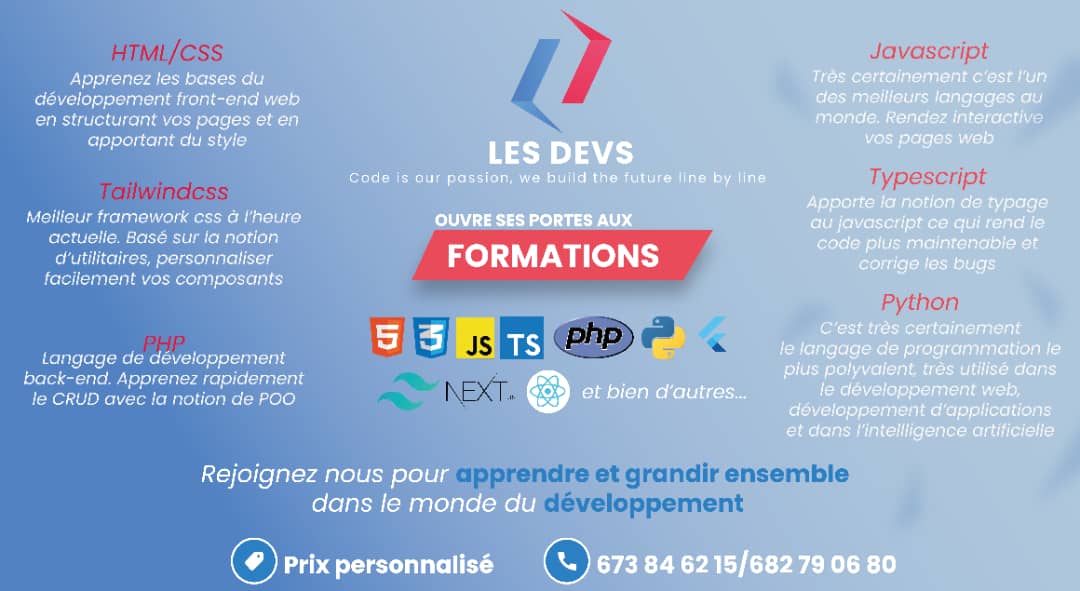 HTML/CSS
Apprenez les bases du
développement front-end web
en structurant vos pages et en
apportant du style
Tailwindcss
Meilleur framework css à l'heure
actuelle. Basé sur la notion
d'utilitaires, personnaliser
facilement vos composants
PHP
Langage de développement
back-end. Apprenez rapidement
le CRUD avec la notion de POO
LES DEVS
Code is our passion, we build the future line by line
OUVRE SES PORTES AUX
FORMATIONS
5 3 JS TS php
NEXT.js et bien d'autres...
Javascript
Très certainement c'est l'un
des meilleurs langages au
monde. Rendez interactive
vos pages web
Typescript
Apporte la notion de typage
au javascript ce qui rend le
code plus maintenable et
corrige les bugs
Python
C'est très certainement
le langage de programmation le
plus polyvalent, très utilisé dans
le développement web,
développement d'applications
et dans l'intellligence artificielle
Rejoignez nous pour apprendre et grandir ensemble
dans le monde du développement
Prix personnalisé
673 84 62 15/682 79 06 80